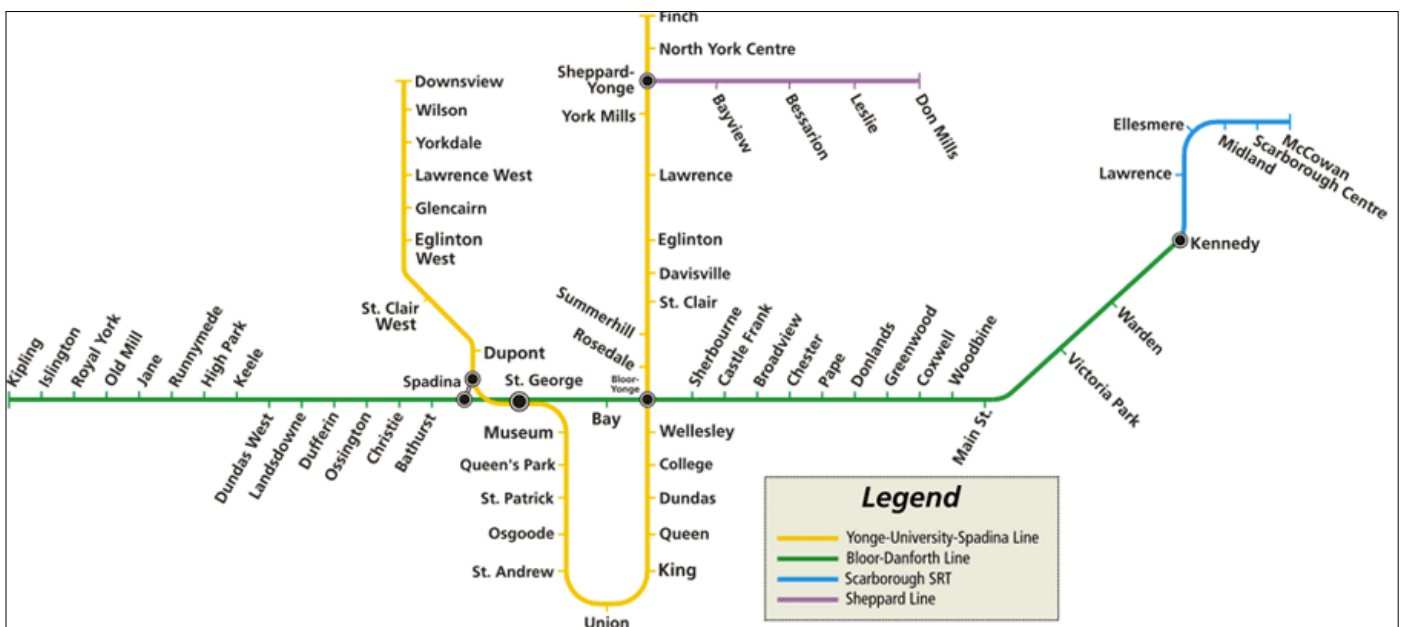 Finch
North York Centre
Sheppard-
Yonge
York Mills
Bayview
Bessarion
Leslie
Don Mills
Downsview
Wilson
Yorkdale
Lawrence West
Glencairn
Eglinton
West
St. Clair
West
Dupont
Spadina
St. George
Lawrence
Eglinton
Davisville
St. Clair
Summerhill
Rosedale
Bloor-
Yonge
Ellesmere
Midland
Scarborough Centre
McCowan
Lawrence
Kennedy
Warden
Victoria Park
Main St.
Kipling
Islington
Royal York
Old Mill
Jane
Runnymede
High Park
Keele
Dundas West
Landsdowne
Dufferin
Ossington
Christie
Bathurst
Bay
Sherbourne
Castle Frank
Broadview
Chester
Pape
Donlands
Greenwood
Coxwell
Woodbine
Museum
Queen's Park
St. Patrick
Osgoode
St. Andrew
Union
Wellesley
College
Dundas
Queen
King
Legend
Yonge-University-Spadina Line
Bloor-Danforth Line
Scarborough SRT
Sheppard Line